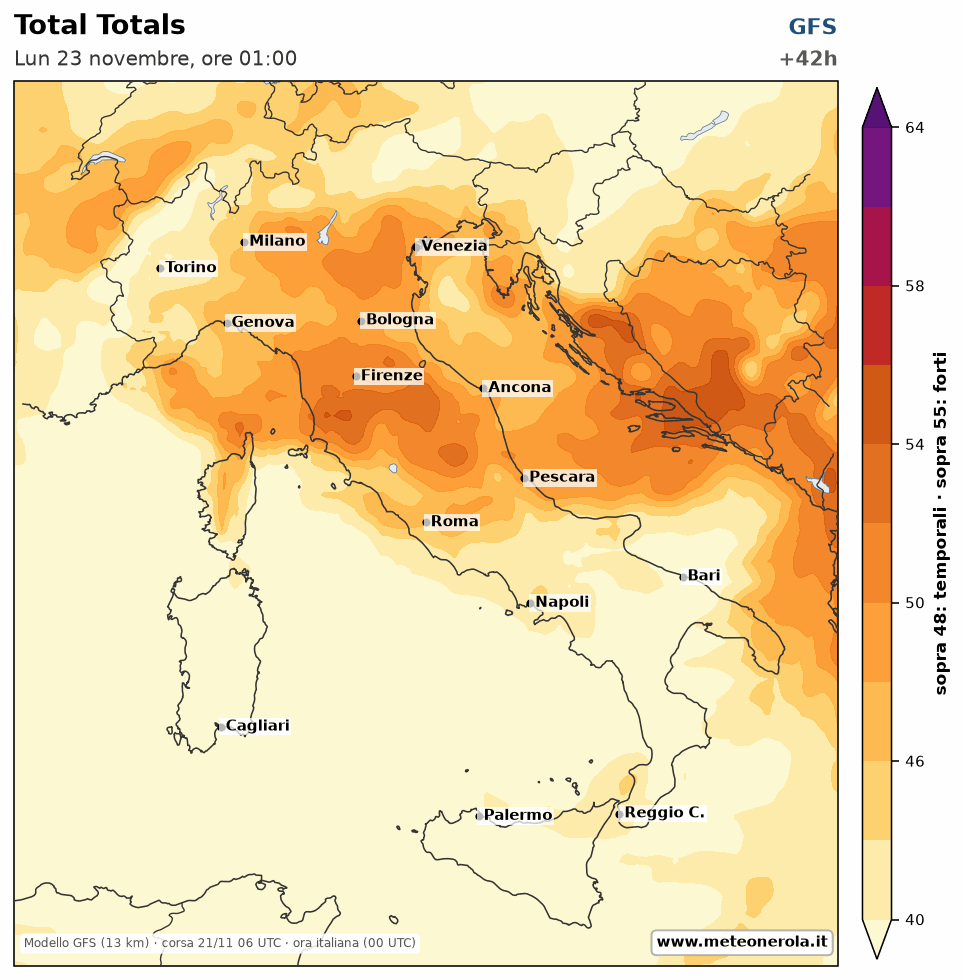 Total Totals
GFS
Lun 23 novembre, ore 01:00
+42h
64
58
54
50
46
40
sopra 48: temporali · sopra 55: forti
Milano
Venezia
Torino
Genova
Bologna
Firenze
Ancona
Pescara
Roma
Bari
Napoli
Cagliari
Palermo
Reggio C.
Modello GFS (13 km) · corsa 21/11 06 UTC · ora italiana (00 UTC)
www.meteonerola.it